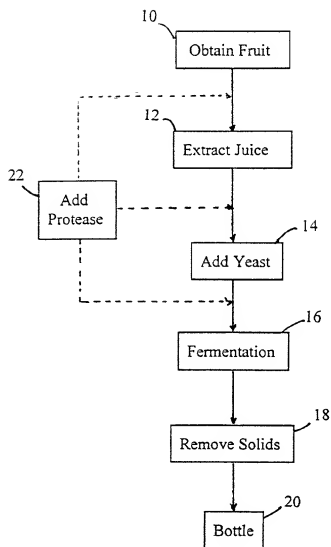 10
Obtain Fruit
12
Extract Juice
22
Add
Protease
14
Add Yeast
16
Fermentation
18
Remove Solids
20
Bottle